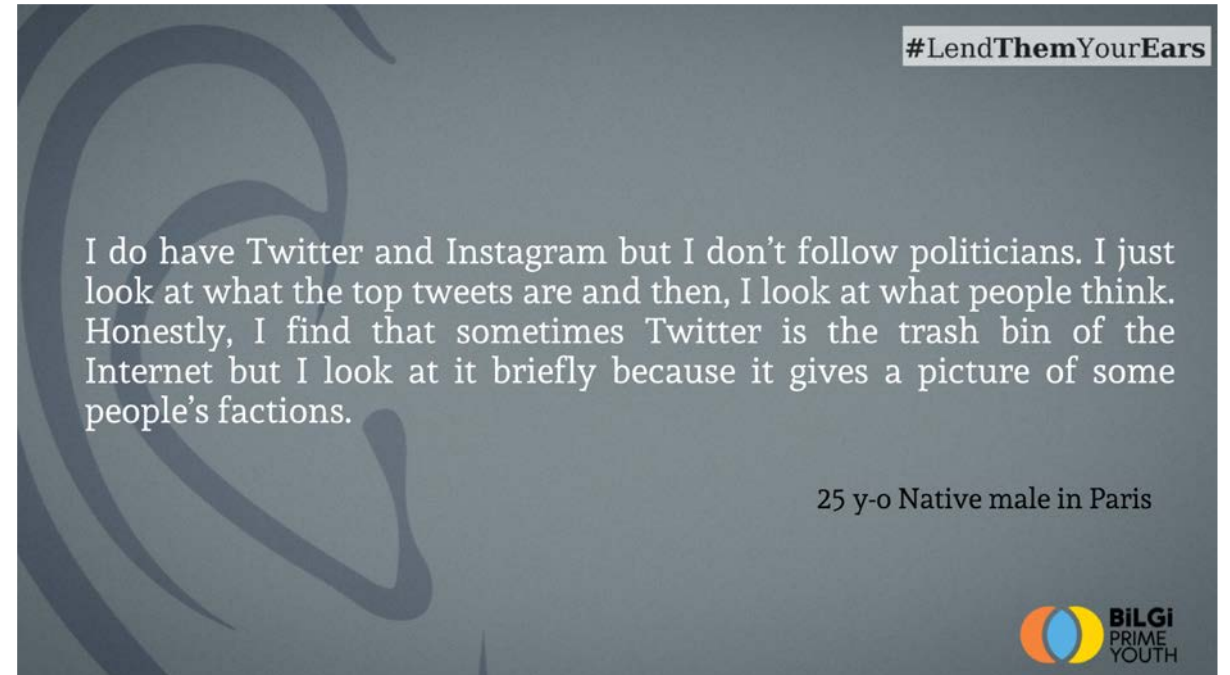 #LendThemYourEars
I do have Twitter and Instagram but I don’t follow politicians. I just
look at what the top tweets are and then, I look at what people think.
Honestly, I find that sometimes Twitter is the trash bin of the
Internet but I look at it briefly because it gives a picture of some
people’s factions.
25 y-o Native male in Paris
BiLGi
PRIME
YOUTH